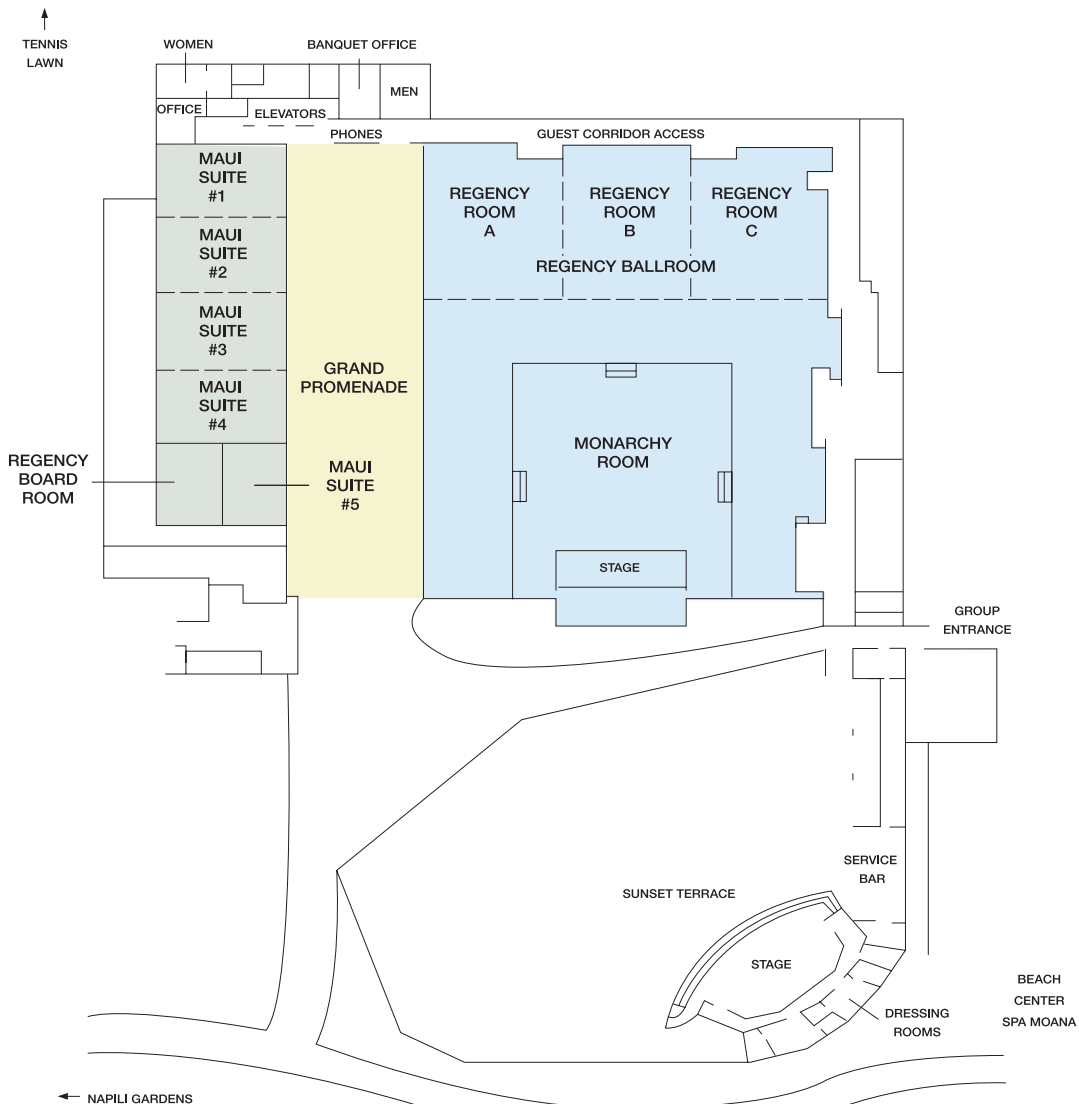 TENNIS
LAWN
WOMEN
BANQUET OFFICE
OFFICE
MEN
ELEVATORS
PHONES
GUEST CORRIDOR ACCESS
MAUI
SUITE
#1
REGENCY
ROOM
A
REGENCY
ROOM
B
REGENCY
ROOM
C
MAUI
SUITE
#2
REGENCY BALLROOM
MAUI
SUITE
#3
GRAND
PROMENADE
MAUI
SUITE
#4
MONARCHY
ROOM
REGENCY
BOARD
ROOM
MAUI
SUITE
#5
STAGE
GROUP
ENTRANCE
SERVICE
BAR
SUNSET TERRACE
STAGE
DRESSING
ROOMS
BEACH
CENTER
SPA MOANA
NAPILI GARDENS